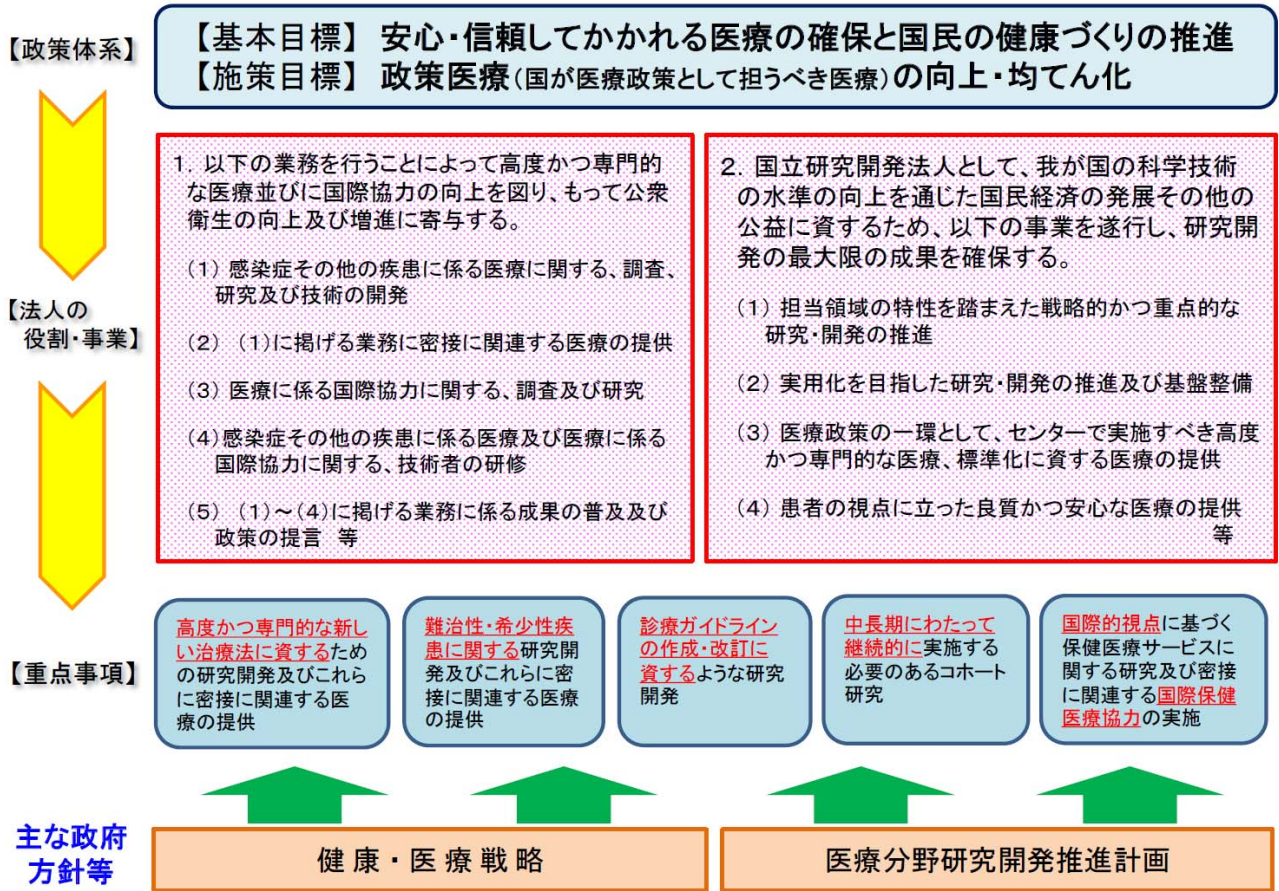 【政策体系】
【基本目標】 安心・信頼してかかれる医療の確保と国民の健康づくりの推進
【施策目標】 政策医療(国が医療政策として担うべき医療)の向上・均てん化
【法人の
役割・事業】
1. 以下の業務を行うことによって高度かつ専門的
な医療並びに国際協力の向上を図り、もって公衆
衛生の向上及び増進に寄与する。
(1) 感染症その他の疾患に係る医療に関する、調査、
研究及び技術の開発
(2) (1)に掲げる業務に密接に関連する医療の提供
(3) 医療に係る国際協力に関する、調査及び研究
(4)感染症その他の疾患に係る医療及び医療に係る
国際協力に関する、技術者の研修
(5) (1)~(4)に掲げる業務に係る成果の普及及び
政策の提言 等
2. 国立研究開発法人として、我が国の科学技術
の水準の向上を通じた国民経済の発展その他の
公益に資するため、以下の事業を遂行し、研究開
発の最大限の成果を確保する。
(1) 担当領域の特性を踏まえた戦略的かつ重点的な
研究・開発の推進
(2) 実用化を目指した研究・開発の推進及び基盤整備
(3) 医療政策の一環として、センターで実施すべき高度
かつ専門的な医療、標準化に資する医療の提供
(4) 患者の視点に立った良質かつ安心な医療の提供
等
【重点事項】
高度かつ専門的な新し
い治療法に資するため
の研究開発及びこれら
に密接に関連する医
療の提供
難治性・希少性疾
患に関する研究開
発及びこれらに密
接に関連する医療
の提供
診療ガイドライン
の作成・改訂に
資するような研究
開発
中長期にわたって
継続的に実施する
必要のあるコホート
研究
国際的視点に基づく
保健医療サービスに
関する研究及び密接
に関連する国際保健
医療協力の実施
主な政府
方針等
健康・医療戦略
医療分野研究開発推進計画